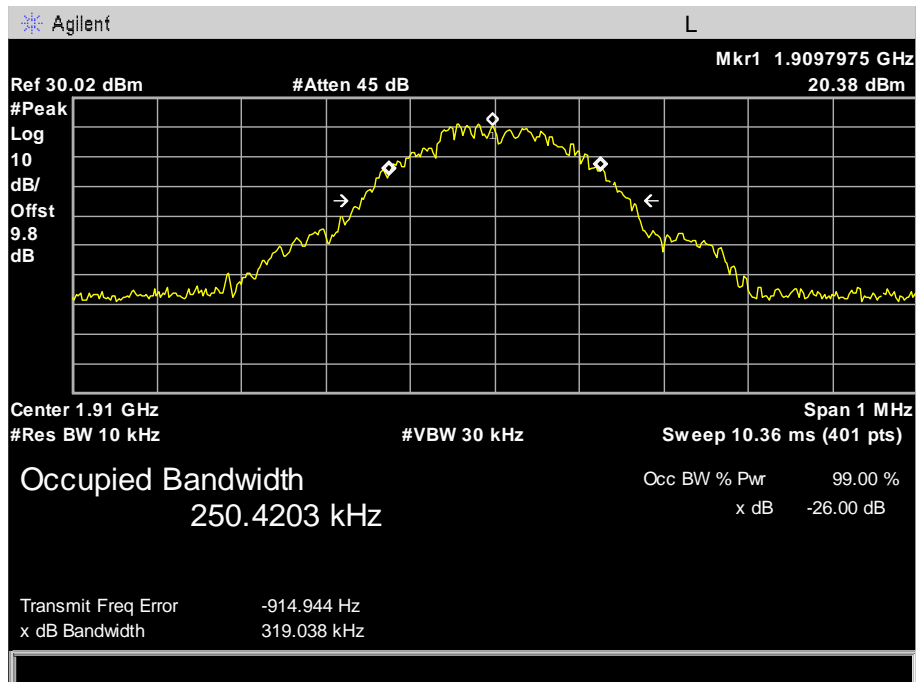 Agilent L
Mkr1 1.9097975 GHz
Ref 30.02 dBm #Atten 45 dB 20.38 dBm
#Peak
Log
10
dB/
Offst
9.8
dB
1
Center 1.91 GHz Span 1 MHz
#Res BW 10 kHz #VBW 30 kHz Sweep 10.36 ms (401 pts)
Occupied Bandwidth Occ BW % Pwr 99.00 %
250.4203 kHz x dB -26.00 dB
Transmit Freq Error -914.944 Hz
x dB Bandwidth 319.038 kHz